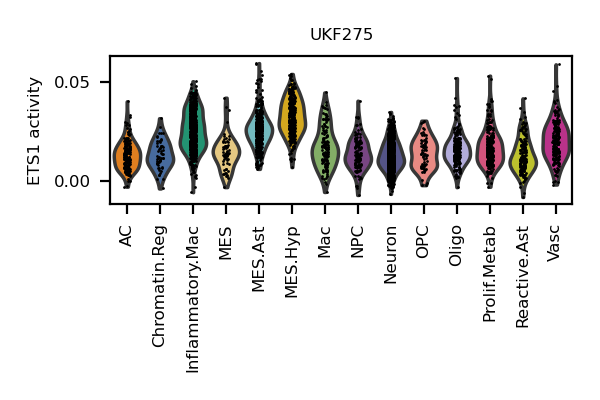 UKF275
ETS1 activity
0.05
0.00
AC
Chromatin.Reg
Inflammatory.Mac
MES
MES.Ast
MES.Hyp
Mac
NPC
Neuron
OPC
Oligo
Prolif.Metab
Reactive.Ast
Vasc